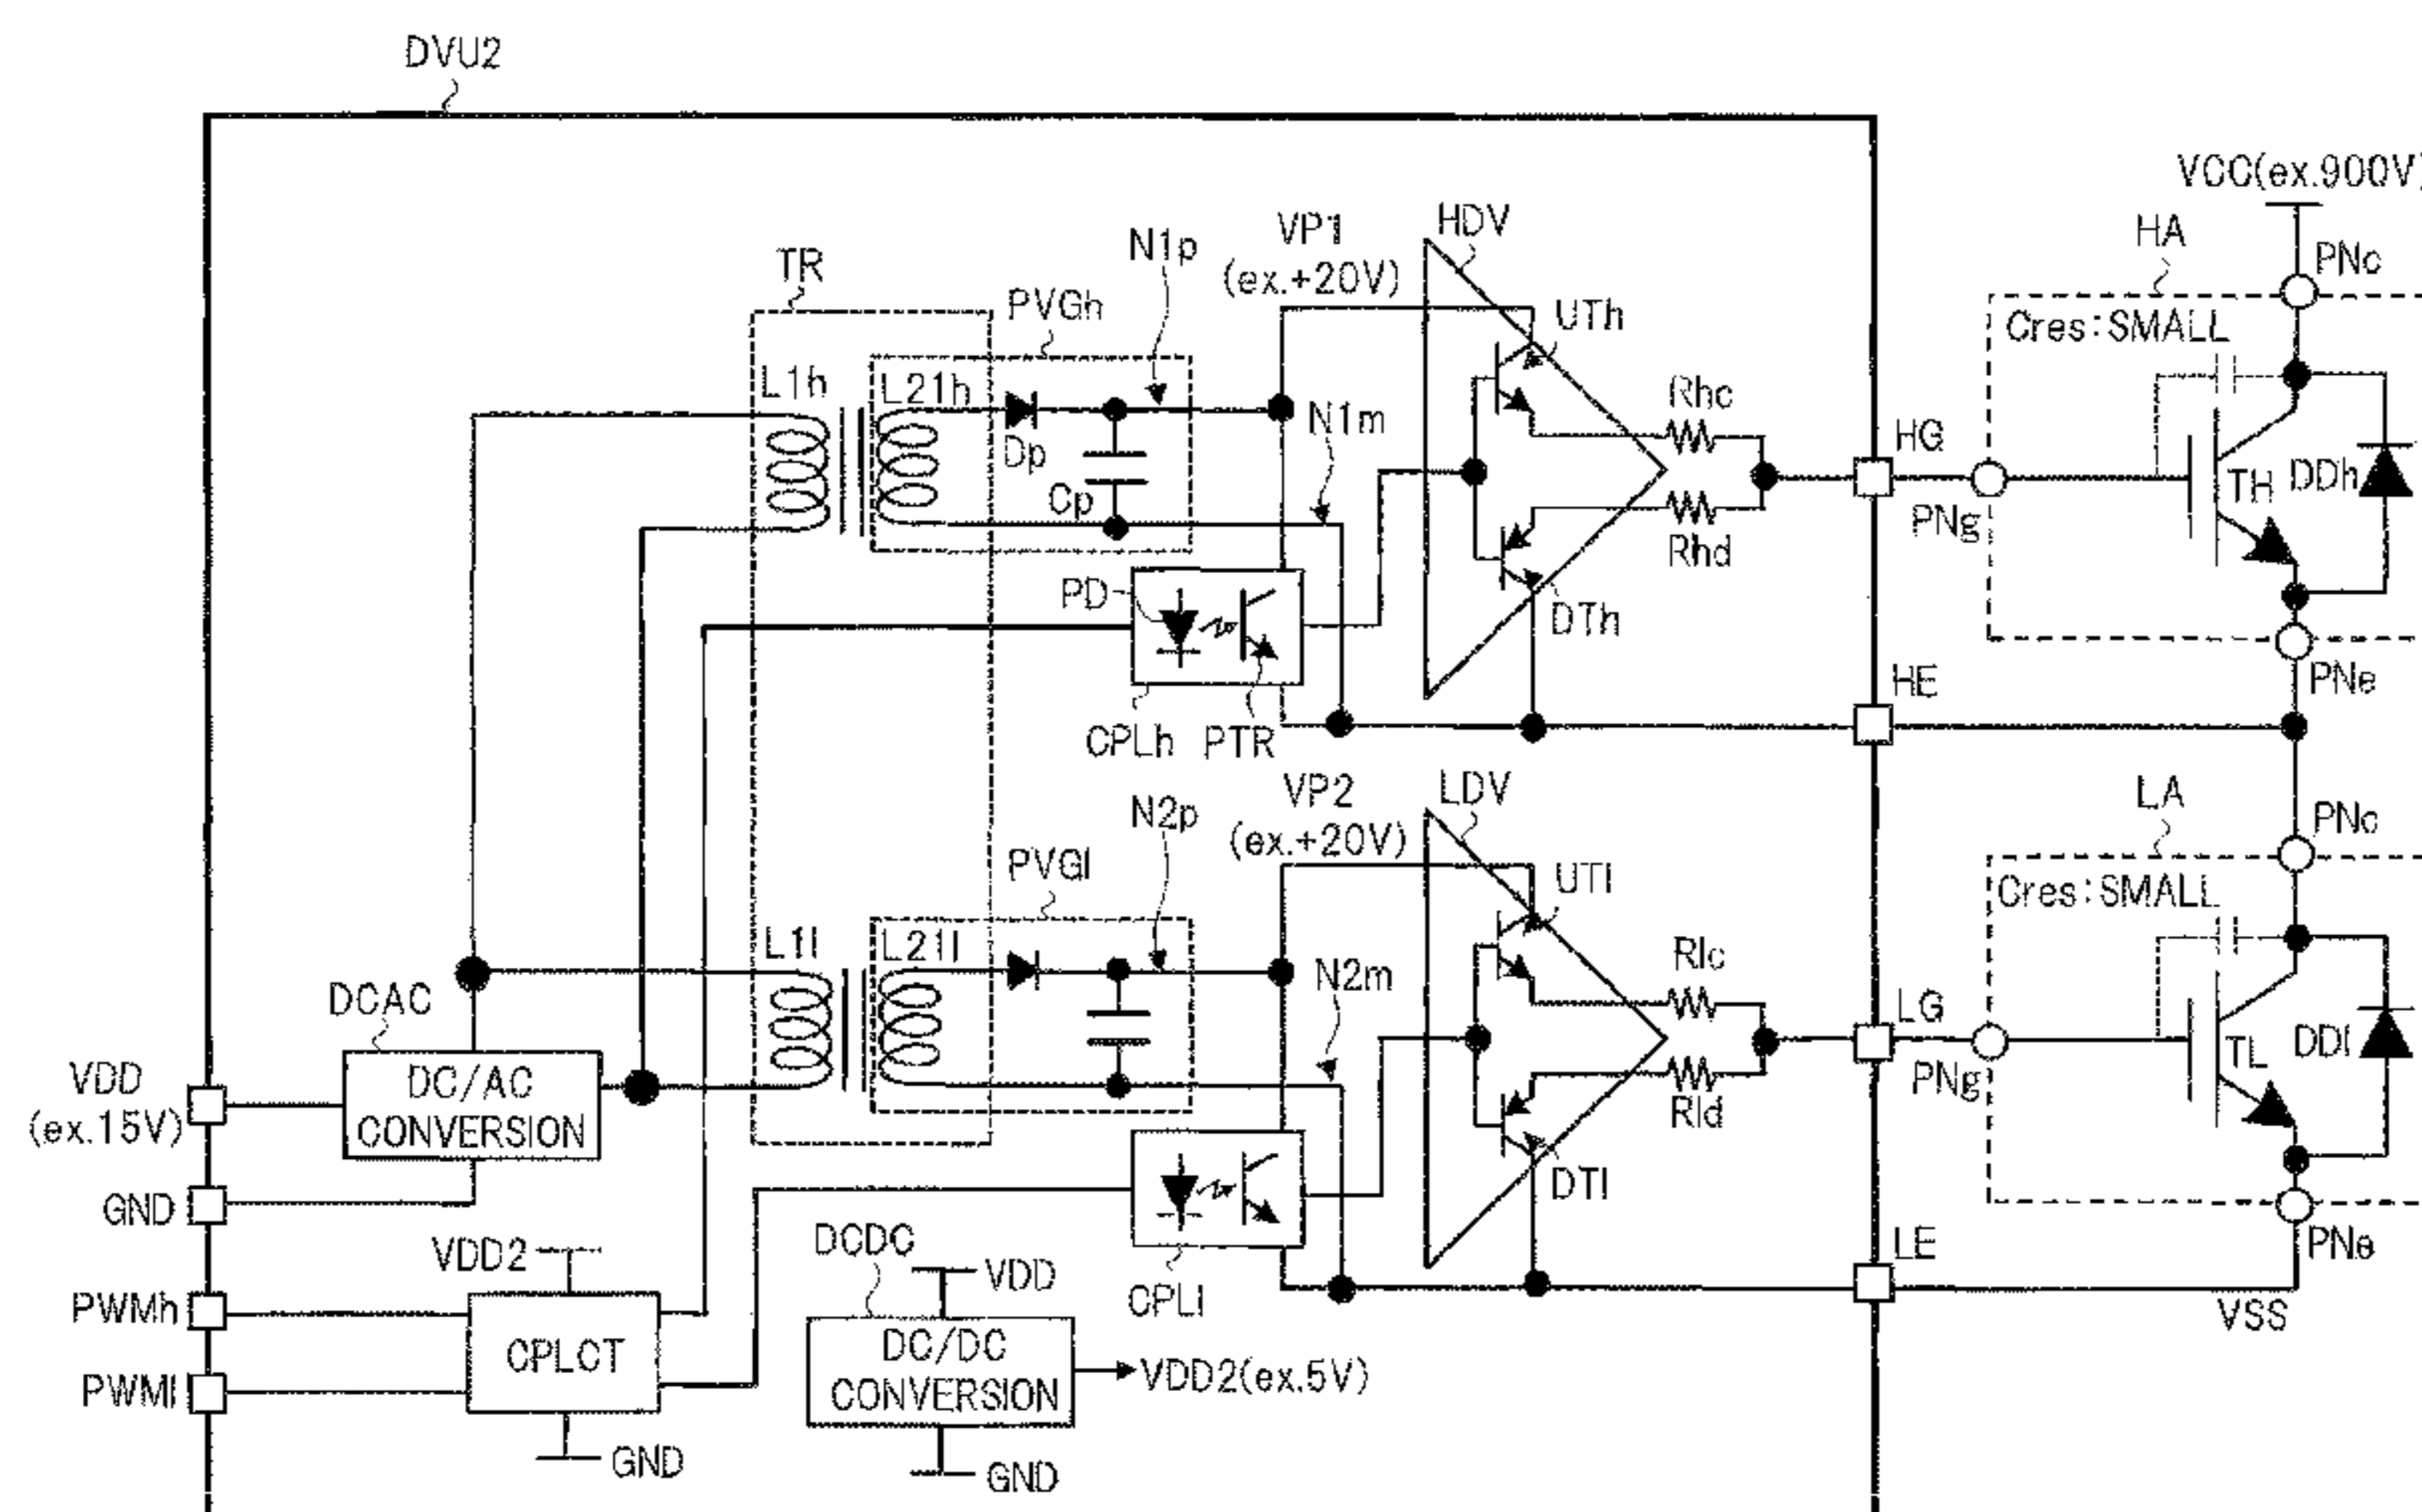 DVU2
VCC(ex.900V)
HA
PNc
Cres:SMALL
HDV
VP1
(ex.+20V)
N1p
TR
PVGh
UTh
L1h
L21h
Dp
Cp
N1m
Rhc
HG
PNg
TH
DDh
Rhd
PD
DTh
HE
PNe
CPLh
PTR
VP2
(ex.+20V)
LDV
LA
PNc
N2p
PVGl
UTl
Cres:SMALL
L1l
L21l
N2m
Rlc
DCAC
LG
PNg
TL
DDl
VDD
(ex.15V)
DC/AC
CONVERSION
Rld
DTl
GND
VDD2
DCDC
VDD
CPLl
LE
PNe
VSS
PWMh
CPLCT
DC/DC
CONVERSION
VDD2(ex.5V)
PWMl
GND
GND